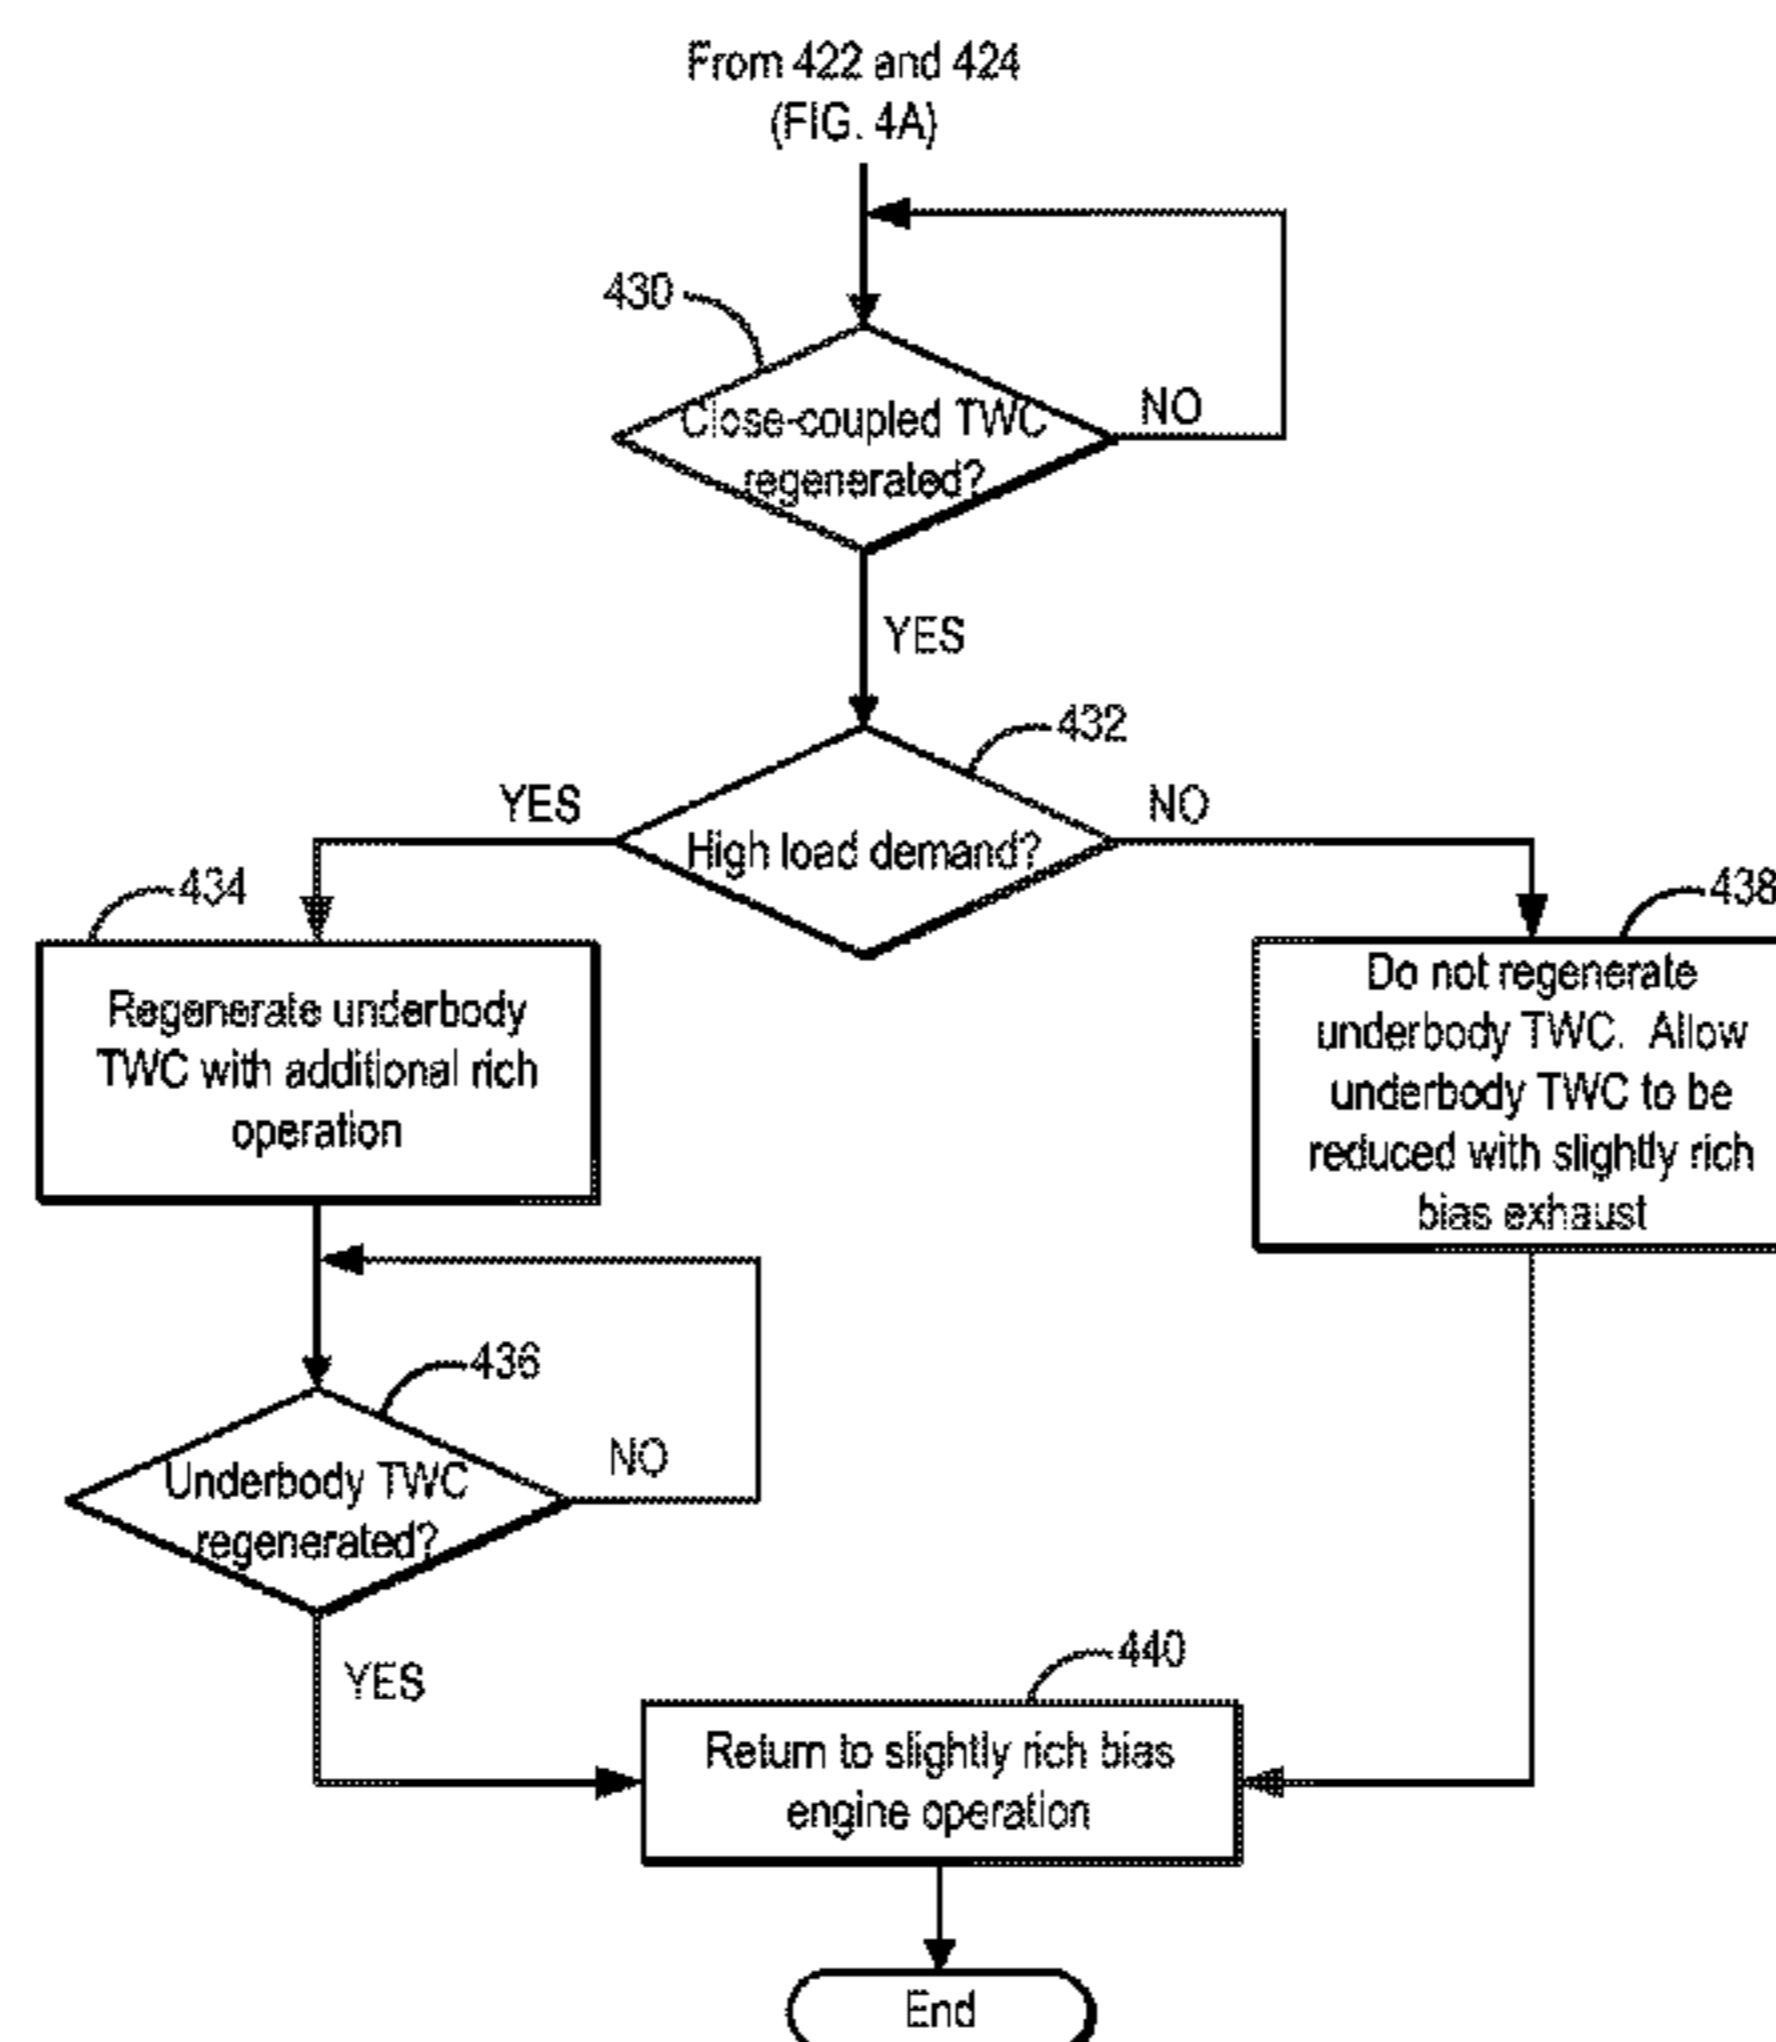 From 422 and 424
(FIG. 4A)
430
Close-coupled TWC
regenerated?
NO
YES
432
YES
High load demand?
NO
434
Regenerate underbody
TWC with additional rich
operation
438
Do not regenerate
underbody TWC. Allow
underbody TWC to be
reduced with slightly rich
bias exhaust
436
Underbody TWC
regenerated?
NO
YES
440
Return to slightly rich bias
engine operation
End